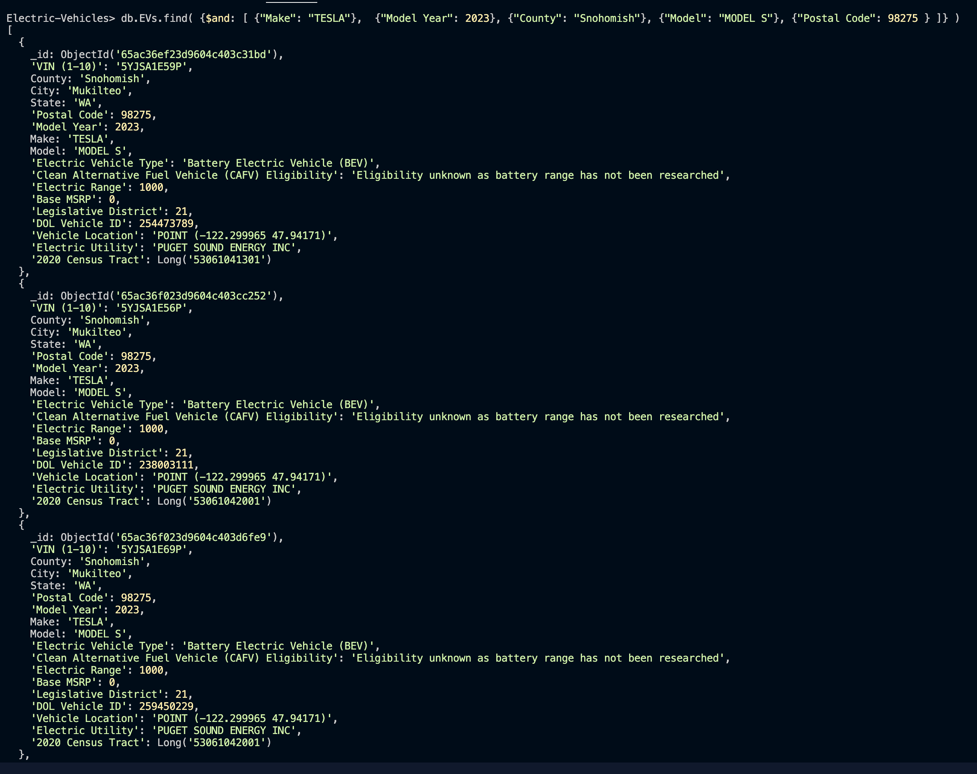 Electric-Vehicles> db.EVs.find( {$and: [ {"Make": "TESLA"},  {"Model Year": 2023}, {"County": "Snohomish"}, {"Model": "MODEL S"}, {"Postal Code": 98275 } ]} )
[
  {
    _id: ObjectId('65ac36ef23d9604c403c31bd'),
    'VIN (1-10)': '5YJSA1E59P',
    County: 'Snohomish',
    City: 'Mukilteo',
    State: 'WA',
    'Postal Code': 98275,
    'Model Year': 2023,
    Make: 'TESLA',
    Model: 'MODEL S',
    'Electric Vehicle Type': 'Battery Electric Vehicle (BEV)',
    'Clean Alternative Fuel Vehicle (CAFV) Eligibility': 'Eligibility unknown as battery range has not been researched',
    'Electric Range': 1000,
    'Base MSRP': 0,
    'Legislative District': 21,
    'DOL Vehicle ID': 254473789,
    'Vehicle Location': 'POINT (-122.299965 47.94171)',
    'Electric Utility': 'PUGET SOUND ENERGY INC',
    '2020 Census Tract': Long('53061041301')
  },
  {
    _id: ObjectId('65ac36f023d9604c403cc252'),
    'VIN (1-10)': '5YJSA1E56P',
    County: 'Snohomish',
    City: 'Mukilteo',
    State: 'WA',
    'Postal Code': 98275,
    'Model Year': 2023,
    Make: 'TESLA',
    Model: 'MODEL S',
    'Electric Vehicle Type': 'Battery Electric Vehicle (BEV)',
    'Clean Alternative Fuel Vehicle (CAFV) Eligibility': 'Eligibility unknown as battery range has not been researched',
    'Electric Range': 1000,
    'Base MSRP': 0,
    'Legislative District': 21,
    'DOL Vehicle ID': 238003111,
    'Vehicle Location': 'POINT (-122.299965 47.94171)',
    'Electric Utility': 'PUGET SOUND ENERGY INC',
    '2020 Census Tract': Long('53061042001')
  },
  {
    _id: ObjectId('65ac36f023d9604c403d6fe9'),
    'VIN (1-10)': '5YJSA1E69P',
    County: 'Snohomish',
    City: 'Mukilteo',
    State: 'WA',
    'Postal Code': 98275,
    'Model Year': 2023,
    Make: 'TESLA',
    Model: 'MODEL S',
    'Electric Vehicle Type': 'Battery Electric Vehicle (BEV)',
    'Clean Alternative Fuel Vehicle (CAFV) Eligibility': 'Eligibility unknown as battery range has not been researched',
    'Electric Range': 1000,
    'Base MSRP': 0,
    'Legislative District': 21,
    'DOL Vehicle ID': 259450229,
    'Vehicle Location': 'POINT (-122.299965 47.94171)',
    'Electric Utility': 'PUGET SOUND ENERGY INC',
    '2020 Census Tract': Long('53061042001')
  },